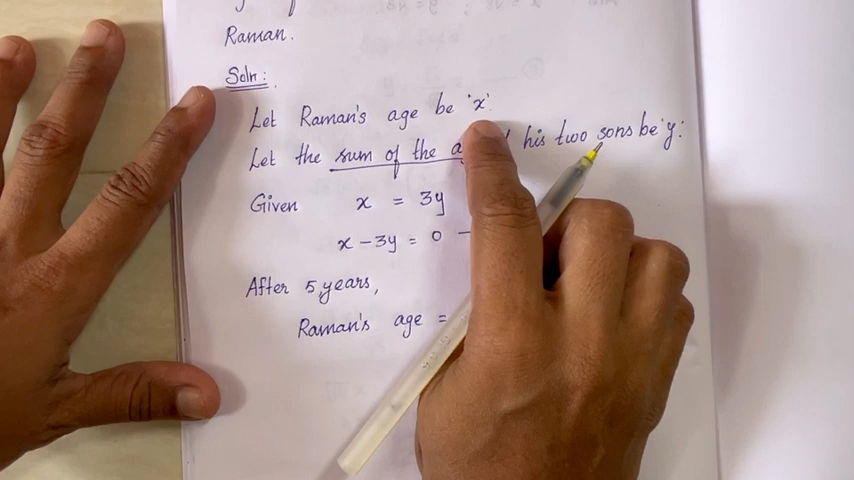 Raman.
Soln:
Let Raman's age be 'x'.
Let the sum of the his two sons be 'y'.
Given x = 3y
x - 3y = 0 -
After 5 years,
Raman's age =